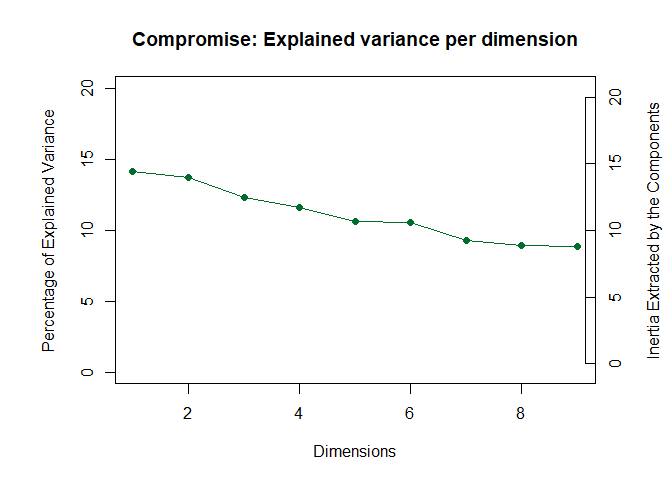 Compromise: Explained variance per dimension
Percentage of Explained Variance
20
15
10
5
0
20
15
10
5
0
Inertia Extracted by the Components
2 4 6 8
Dimensions